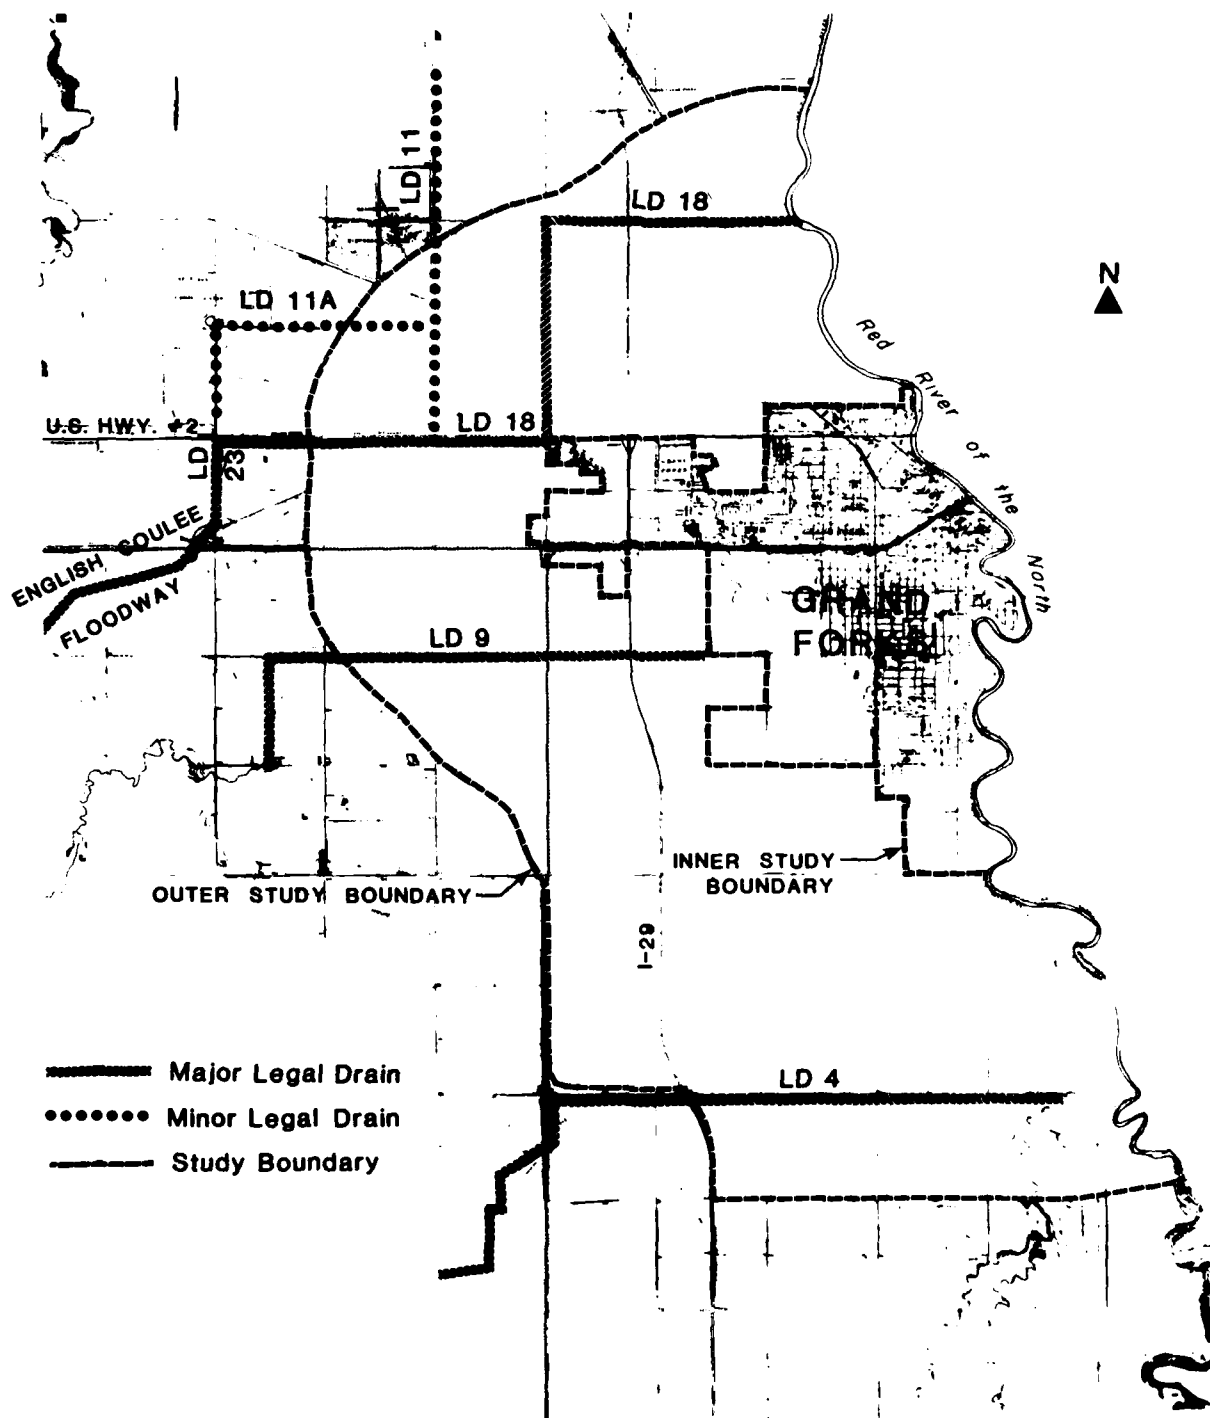 LD 11
LD 18
N
LD 11A
Red River of the North
U.S. HWY. #2
LD 18
LD 23
ENGLISH COULEE
FLOODWAY
GRAND
FORKS
LD 9
INNER STUDY
BOUNDARY
OUTER STUDY BOUNDARY
I-29
LD 4
Major Legal Drain
Minor Legal Drain
Study Boundary